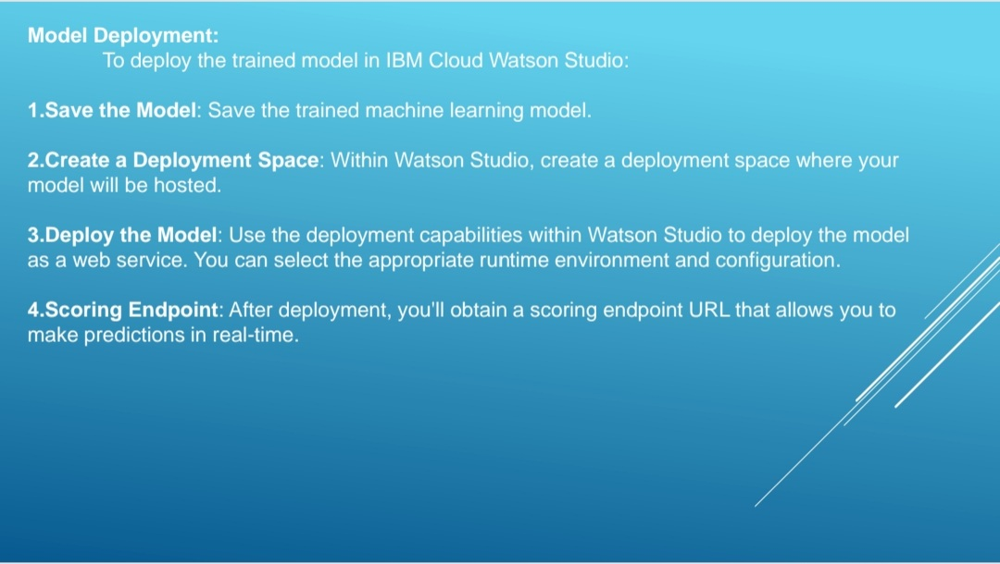 Model Deployment:
To deploy the trained model in IBM Cloud Watson Studio:
1.Save the Model: Save the trained machine learning model.
2.Create a Deployment Space: Within Watson Studio, create a deployment space where your
model will be hosted.
3.Deploy the Model: Use the deployment capabilities within Watson Studio to deploy the model
as a web service. You can select the appropriate runtime environment and configuration.
4.Scoring Endpoint: After deployment, you'll obtain a scoring endpoint URL that allows you to
make predictions in real-time.